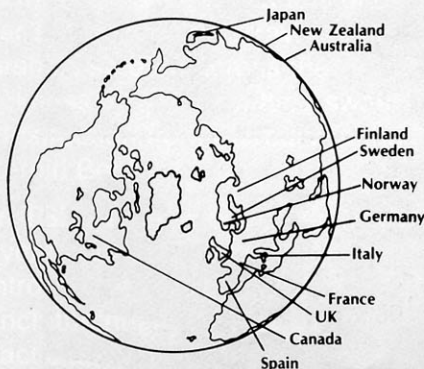 Japan
New Zealand
Australia
Finland
Sweden
Norway
Germany
Italy
France
UK
Canada
Spain